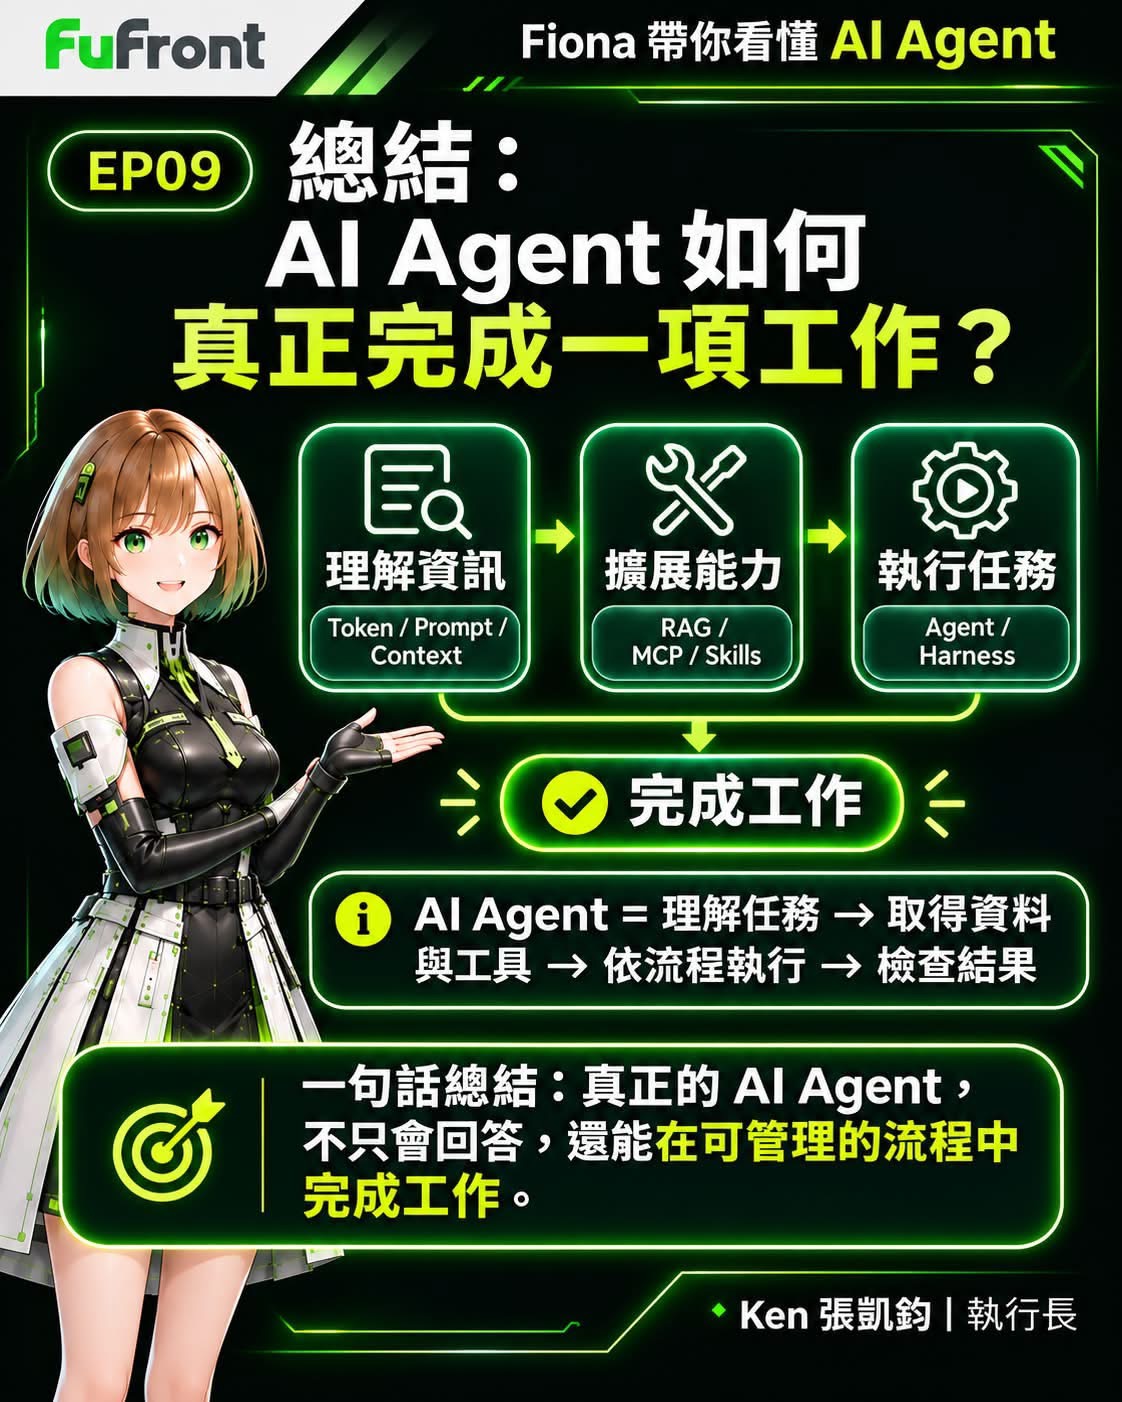 FuFront
Fiona 帶你看懂 AI Agent
EP09
總結：
AI Agent 如何
真正完成一項工作？
理解資訊
Token / Prompt /
Context
擴展能力
RAG /
MCP / Skills
執行任務
Agent /
Harness
完成工作
i
AI Agent = 理解任務 → 取得資料
與工具 → 依流程執行 → 檢查結果
一句話總結：真正的 AI Agent，
不只會回答，還能在可管理的流程中
完成工作。
Ken 張凱鈞｜執行長